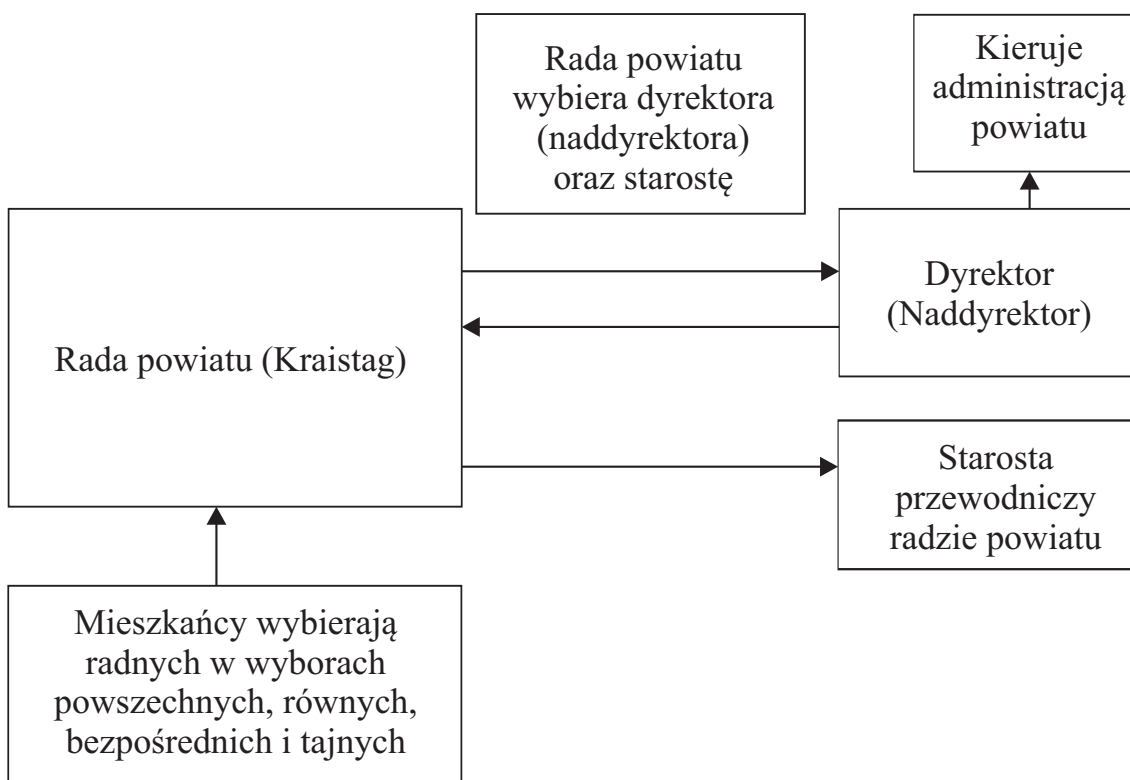 Rada powiatu
wybiera dyrektora
(naddyrektora)
oraz starostę
Kieruje
administracją
powiatu
Rada powiatu (Kraistag)
Dyrektor
(Naddyrektor)
Starosta
przewodniczy
radzie powiatu
Mieszkańcy wybierają
radnych w wyborach
powszechnych, równych,
bezpośrednich i tajnych